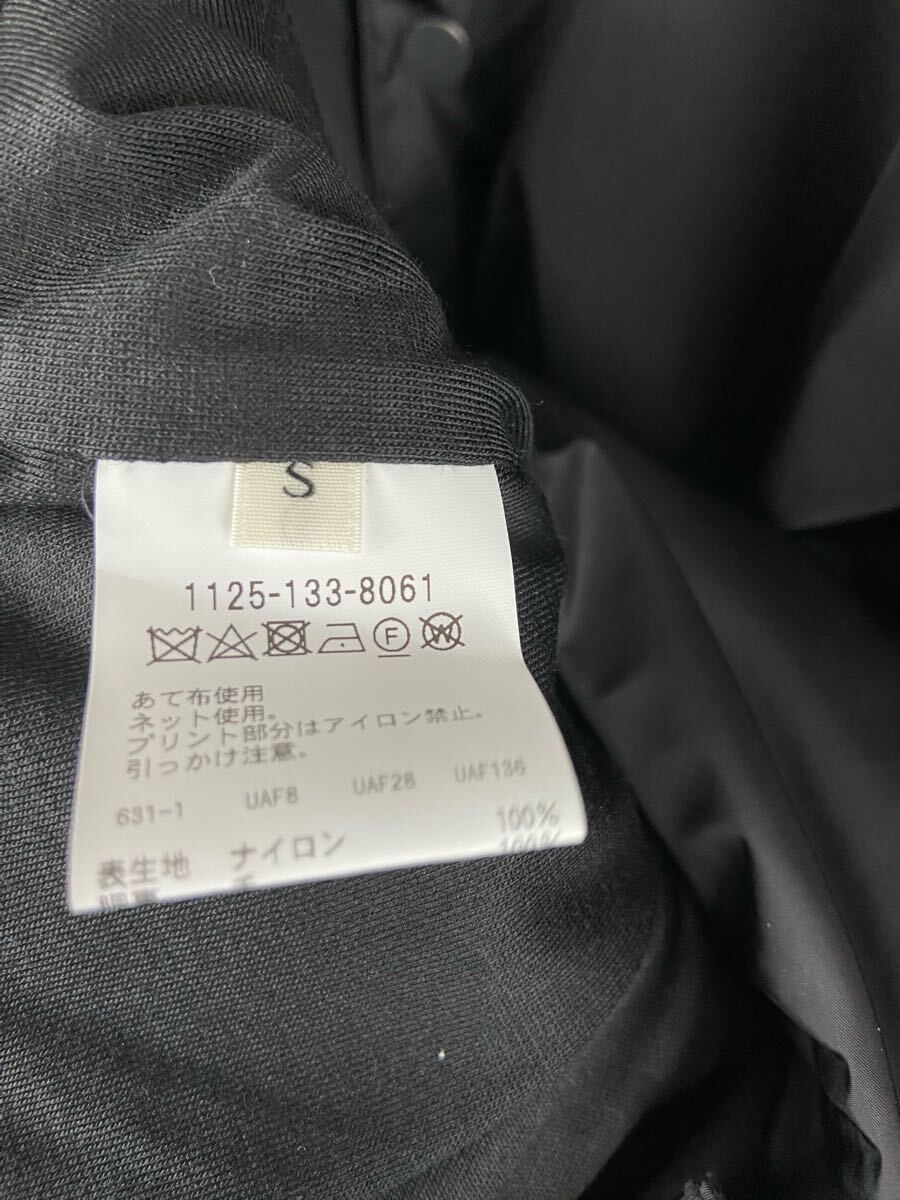 S
1125-133-8061
F W
あて布使用
ネット使用。
プリント部分はアイロン禁止。
引っかけ注意。
631-1 UAF8 UAF28 UAF136
表生地 ナイロン 100%
100%